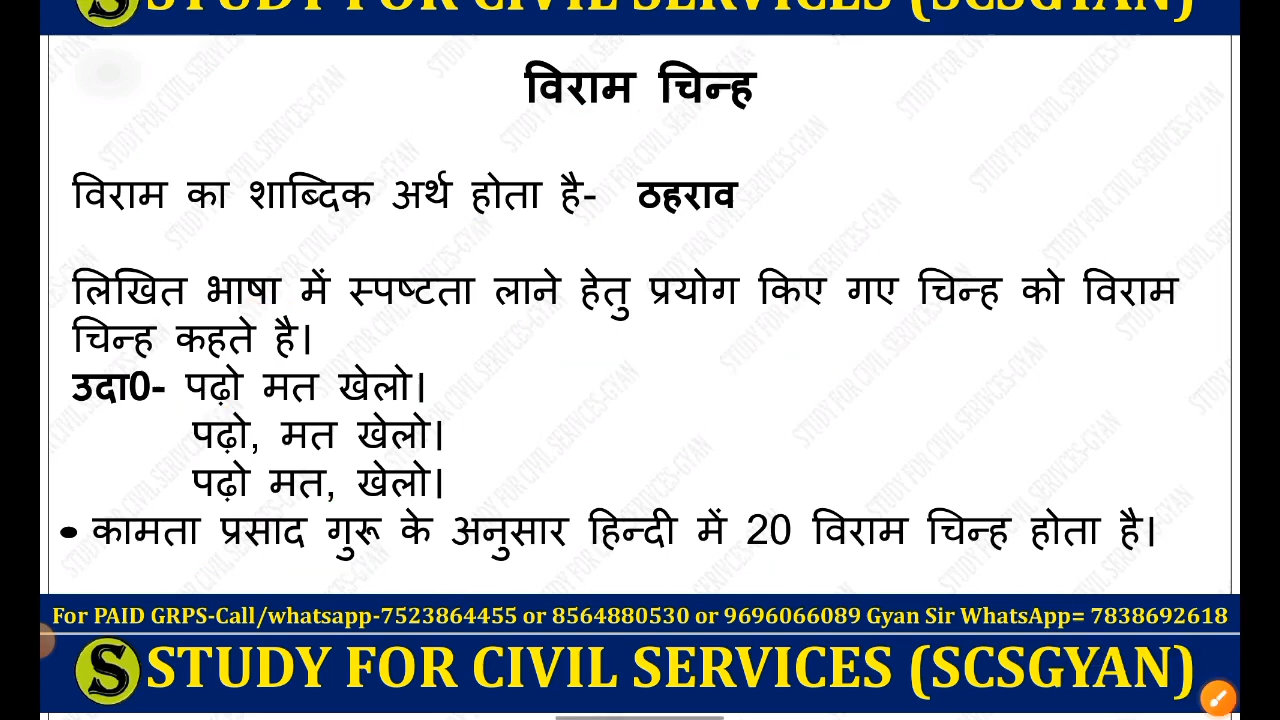 STUDY FOR CIVIL SERVICES (SCSGYAN)
विराम चिन्ह
विराम का शाब्दिक अर्थ होता है- ठहराव
लिखित भाषा में स्पष्टता लाने हेतु प्रयोग किए गए चिन्ह को विराम
चिन्ह कहते है।
उदा0- पढ़ो मत खेलो।
पढ़ो, मत खेलो।
पढ़ो मत, खेलो।
• कामता प्रसाद गुरू के अनुसार हिन्दी में 20 विराम चिन्ह होता है।
For PAID GRPS-Call/whatsapp-7523864455 or 8564880530 or 9696066089 Gyan Sir WhatsApp= 7838692618
S STUDY FOR CIVIL SERVICES (SCSGYAN)